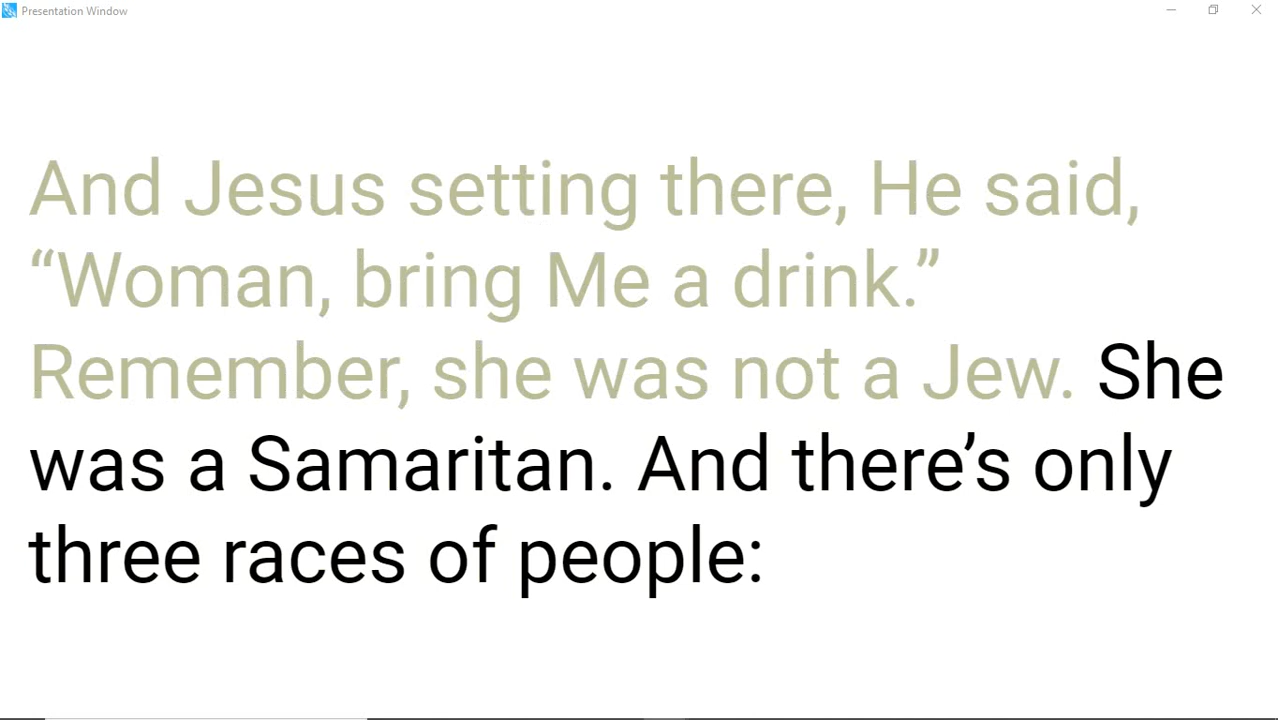 Presentation Window
And Jesus setting there, He said,
“Woman, bring Me a drink.”
Remember, she was not a Jew. She
was a Samaritan. And there’s only
three races of people: